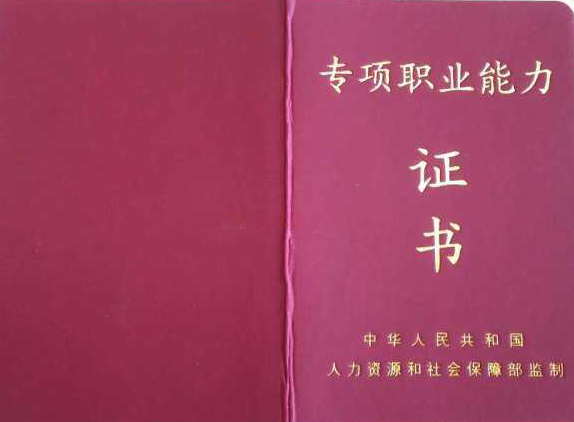 专项职业能力
证
书
中华人民共和国
人力资源和社会保障部监制